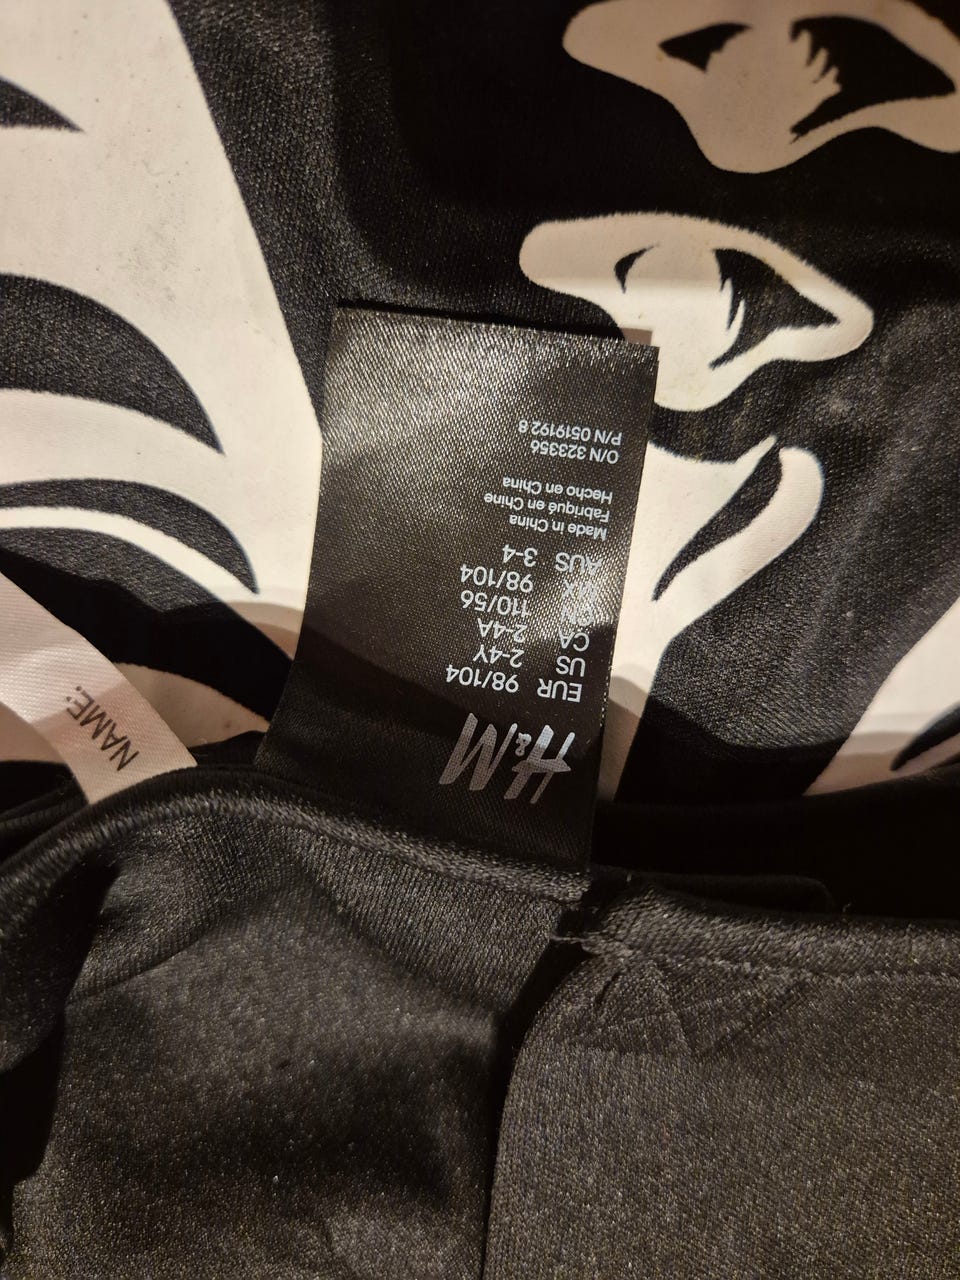 H&M
EUR 98/104
US 2-4Y
CA 2-4A
110/56
98/104
AUS 3-4
Made in China
Fabriqué en Chine
Hecho en China
O/N 323356
P/N 0519192 8
NAME: